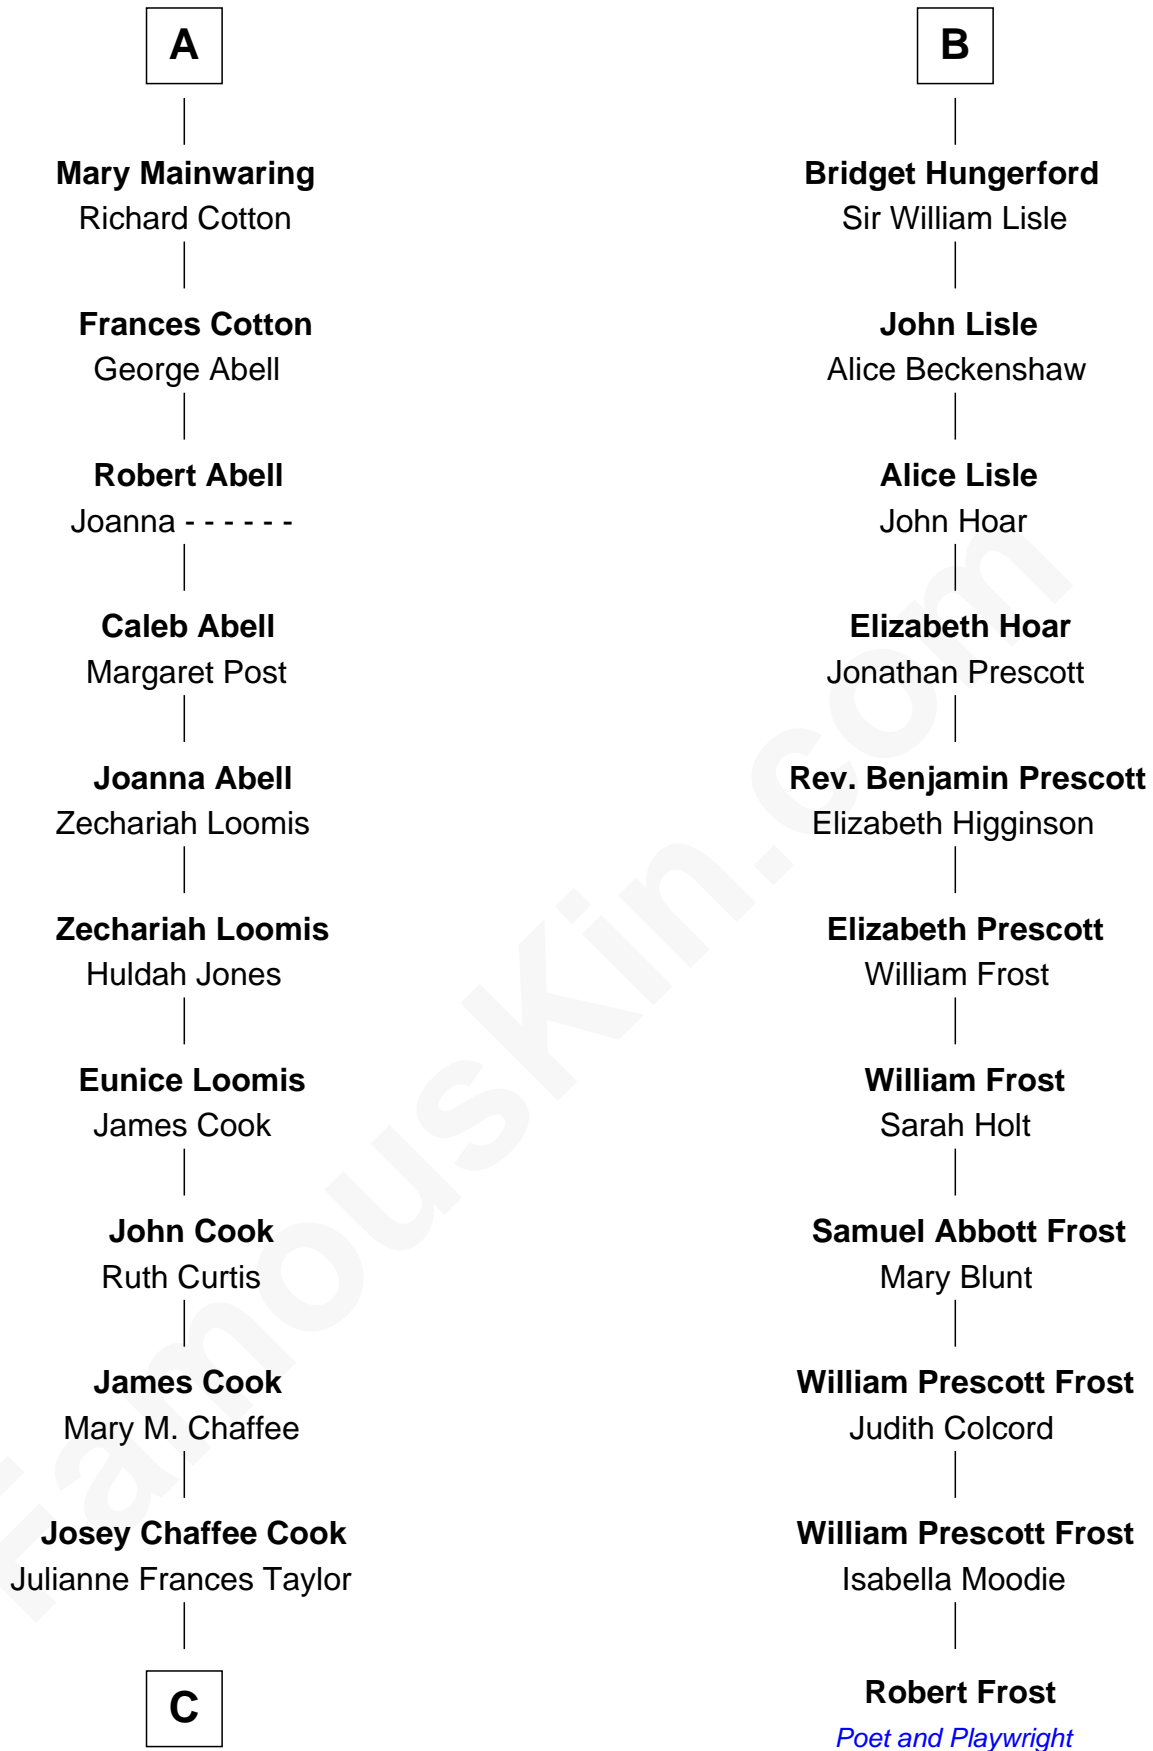 A
Mary Mainwaring
Richard Cotton
Frances Cotton
George Abell
Robert Abell
Joanna - - - - - -
Caleb Abell
Margaret Post
Joanna Abell
Zechariah Loomis
Zechariah Loomis
Huldah Jones
Eunice Loomis
James Cook
John Cook
Ruth Curtis
James Cook
Mary M. Chaffee
Josey Chaffee Cook
Julianne Frances Taylor
C
B
Bridget Hungerford
Sir William Lisle
John Lisle
Alice Beckenshaw
Alice Lisle
John Hoar
Elizabeth Hoar
Jonathan Prescott
Rev. Benjamin Prescott
Elizabeth Higginson
Elizabeth Prescott
William Frost
William Frost
Sarah Holt
Samuel Abbott Frost
Mary Blunt
William Prescott Frost
Judith Colcord
William Prescott Frost
Isabella Moodie
Robert Frost
Poet and Playwright
FamousKin.com